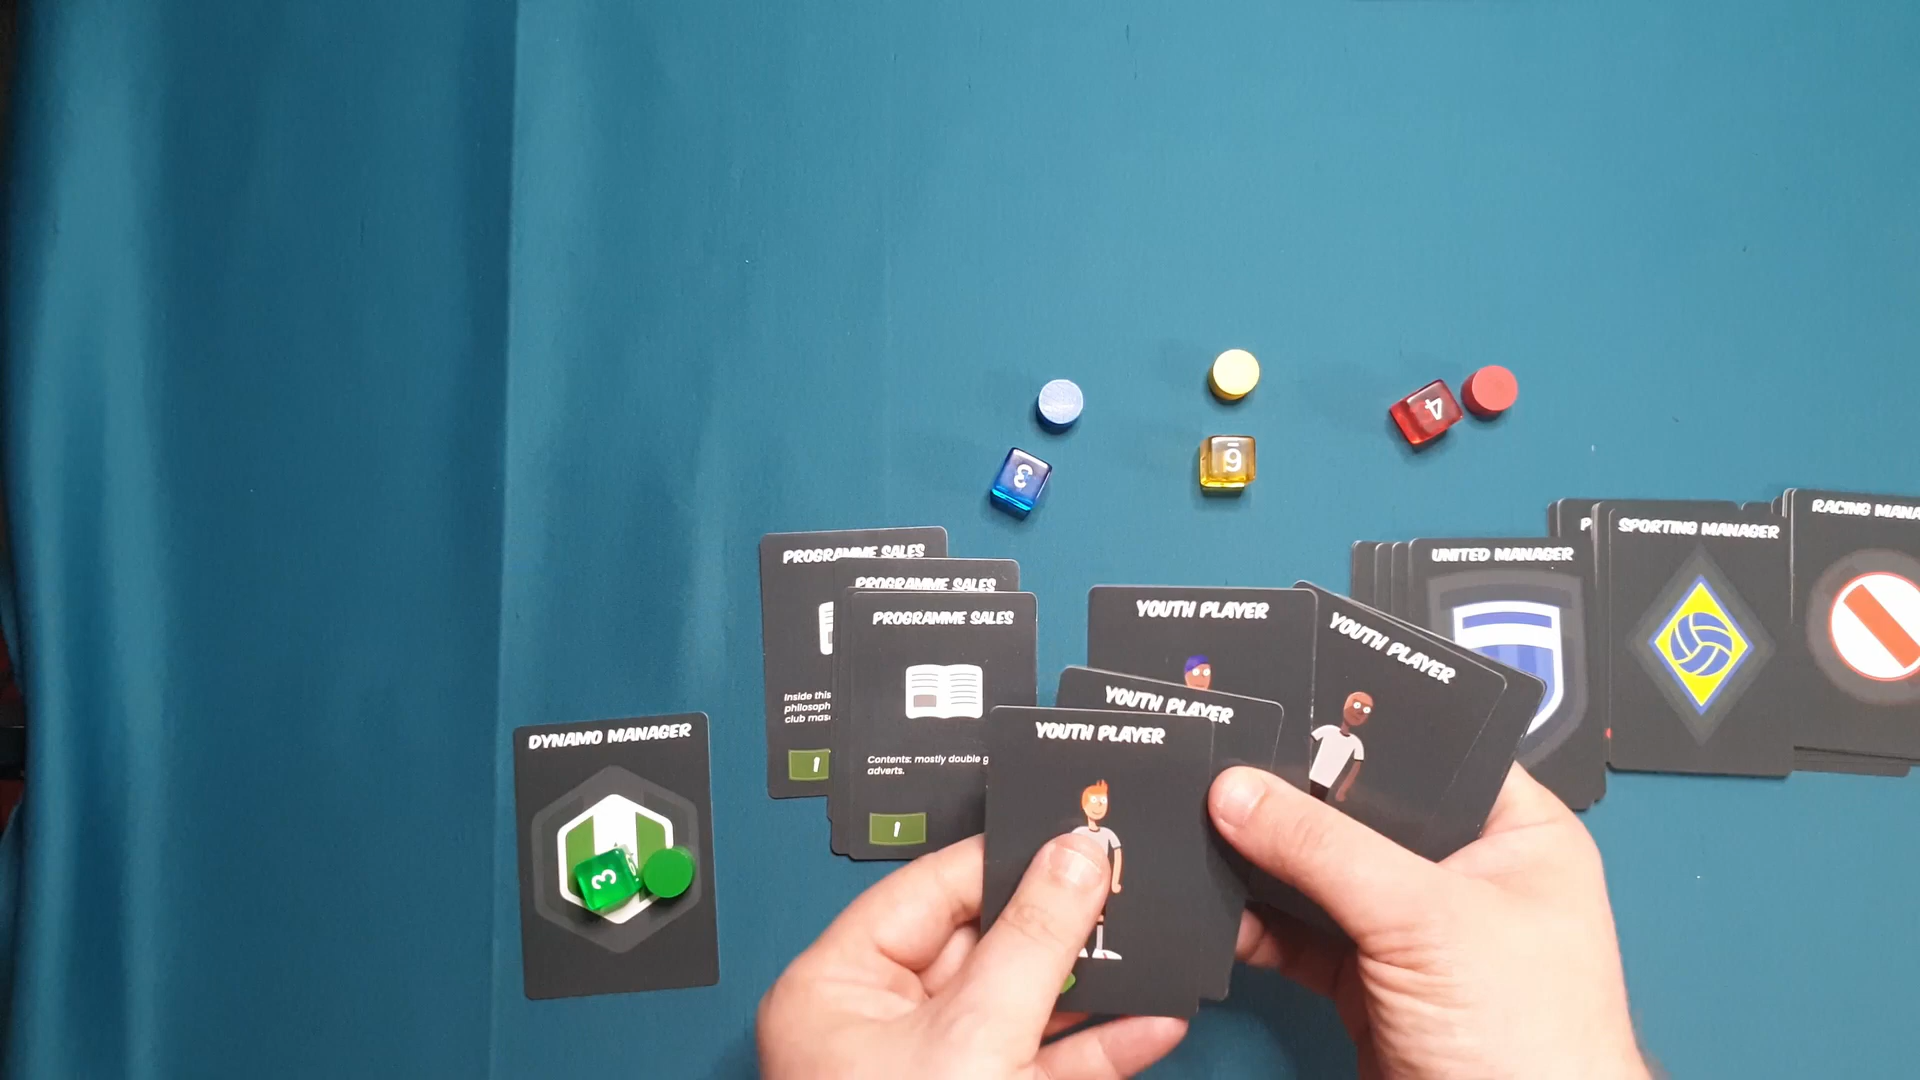 4
3
6
RACING MANA
SPORTING MANAGER
P
UNITED MANAGER
PROGRAMME SALES
Inside this
philosoph
club mas
1
PROGRAMME SALES
PROGRAMME SALES
Contents: mostly double g
adverts.
1
YOUTH PLAYER
YOUTH PLAYER
YOUTH PLAYER
YOUTH PLAYER
DYNAMO MANAGER
3